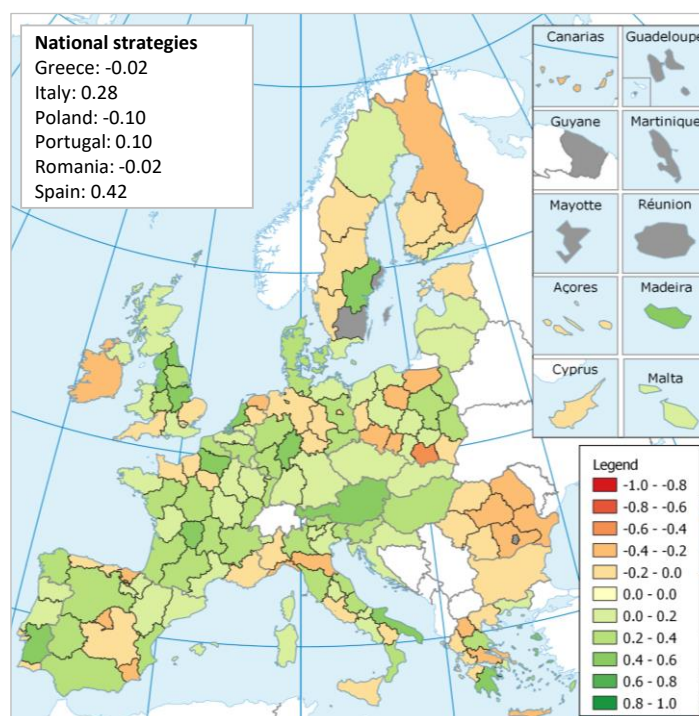 National strategies
Greece: -0.02
Italy: 0.28
Poland: -0.10
Portugal: 0.10
Romania: -0.02
Spain: 0.42
Canarias
Guadeloupe
Guyane
Martinique
Mayotte
Réunion
Açores
Madeira
Cyprus
Malta
Legend
-1.0 - -0.8
-0.8 - -0.6
-0.6 - -0.4
-0.4 - -0.2
-0.2 - 0.0
0.0 - 0.0
0.0 - 0.2
0.2 - 0.4
0.4 - 0.6
0.6 - 0.8
0.8 - 1.0